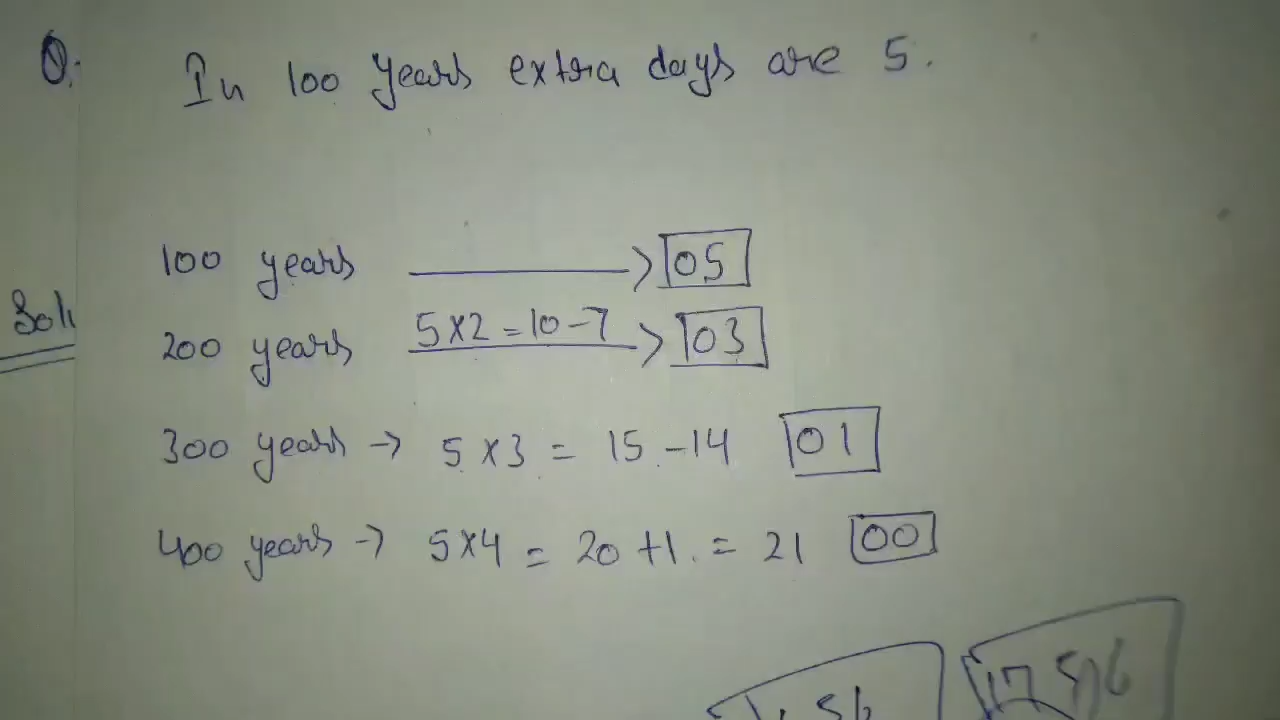 Q. In 100 years extra days are 5.
100 years → 05
Sol
200 years 5×2=10-7 → 03
300 years → 5×3 = 15-14 01
400 years → 5×4 = 20+1. = 21 00